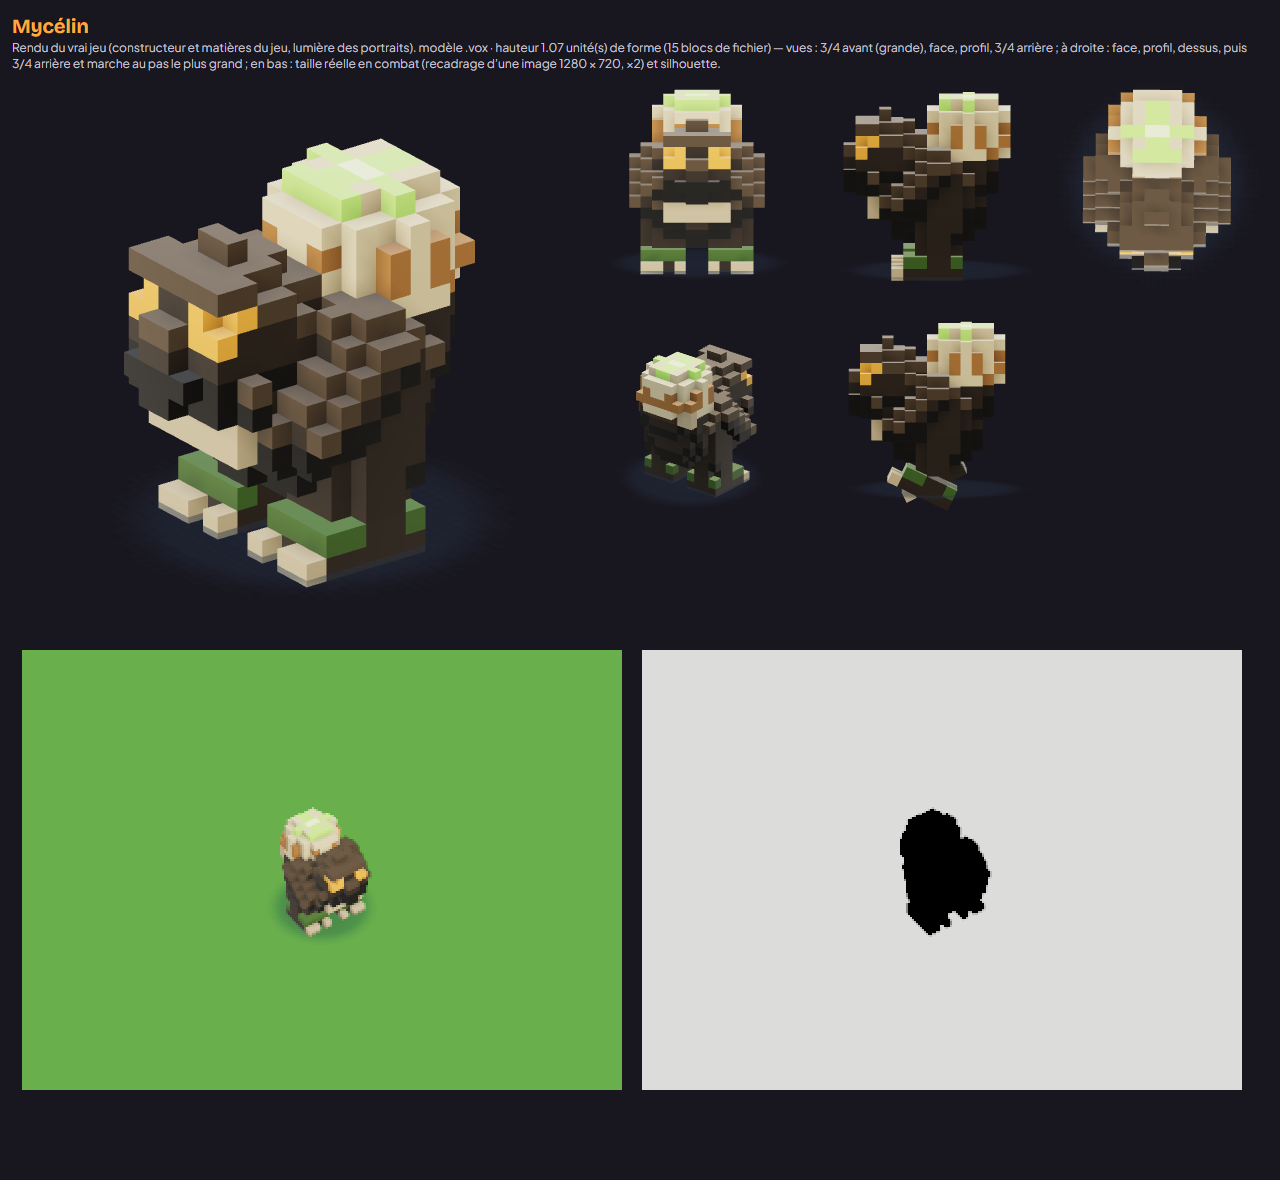 Mycélin
Rendu du vrai jeu (constructeur et matières du jeu, lumière des portraits). modèle .vox · hauteur 1.07 unité(s) de forme (15 blocs de fichier) — vues : 3/4 avant (grande), face, profil, 3/4 arrière ; à droite : face, profil, dessus, puis
3/4 arrière et marche au pas le plus grand ; en bas : taille réelle en combat (recadrage d'une image 1280 × 720, ×2) et silhouette.